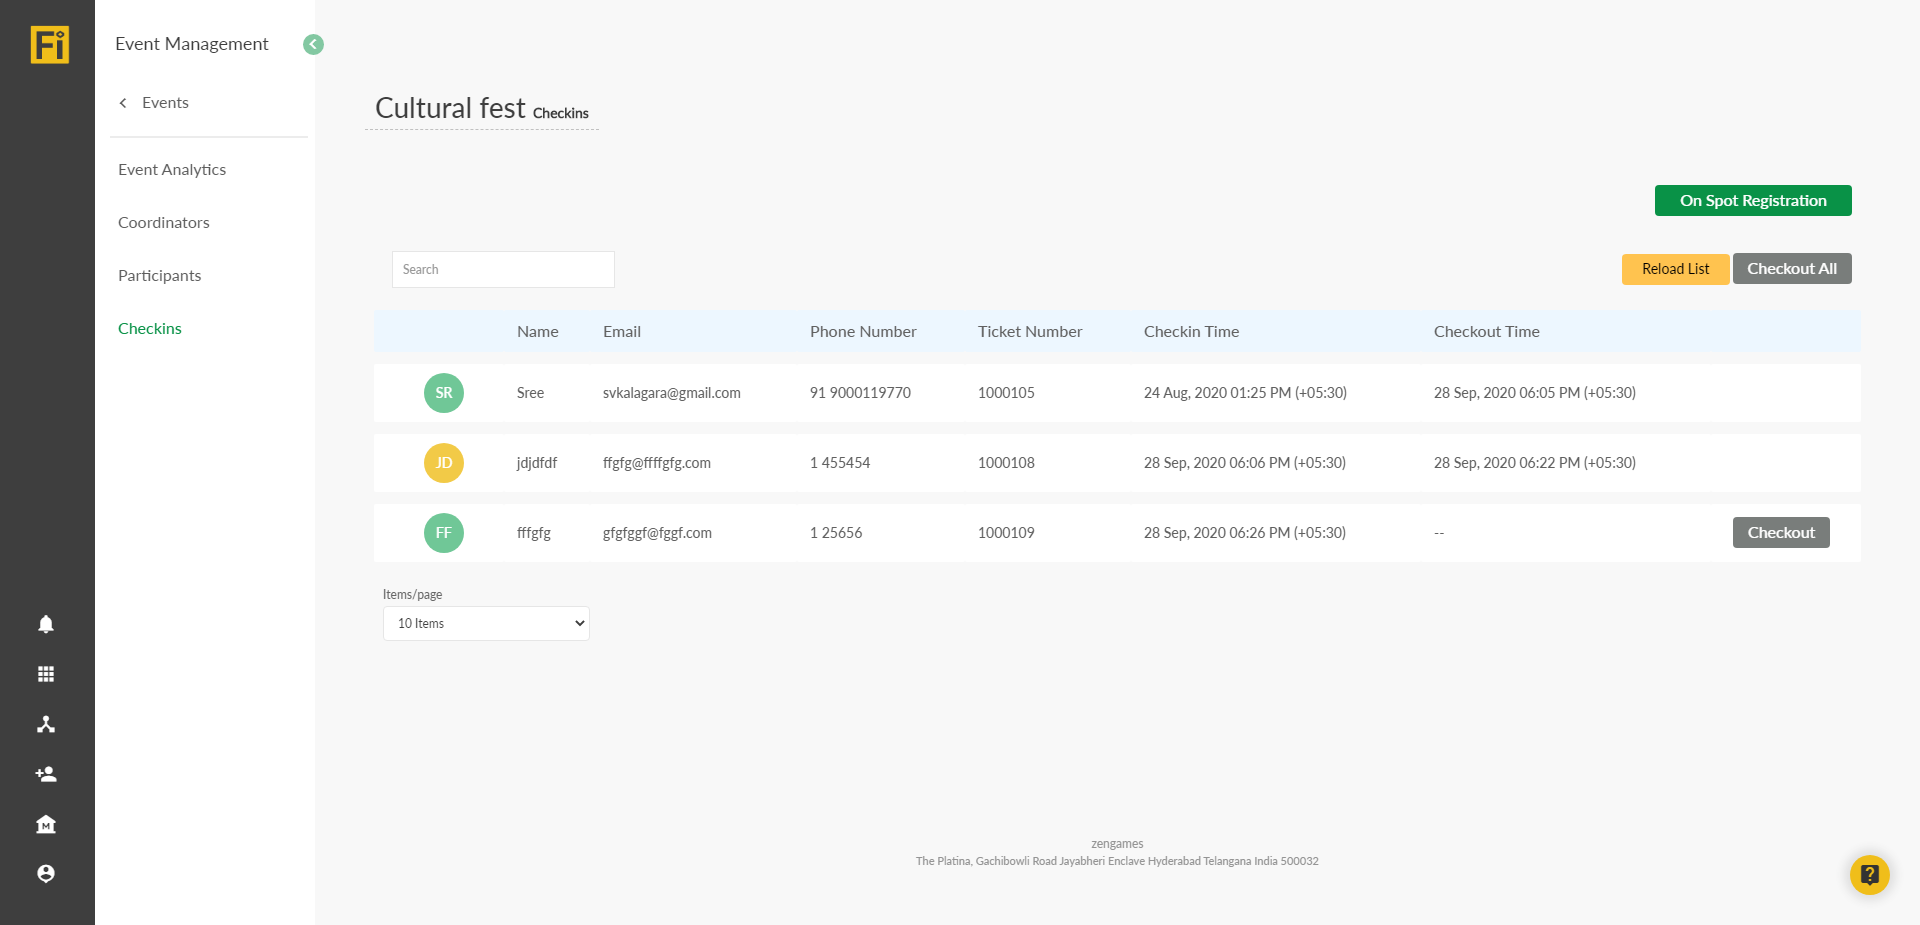 Fi
Event Management
Events
Event Analytics
Coordinators
Participants
Checkins
Cultural fest Checkins
On Spot Registration
Search
Reload List
Checkout All
Name Email Phone Number Ticket Number Checkin Time Checkout Time
SR Sree svkalagara@gmail.com 91 9000119770 1000105 24 Aug, 2020 01:25 PM (+05:30) 28 Sep, 2020 06:05 PM (+05:30)
JD jdjdfdf ffgfg@ffffgfg.com 1 455454 1000108 28 Sep, 2020 06:06 PM (+05:30) 28 Sep, 2020 06:22 PM (+05:30)
FF fffgfg gfgfggf@fggf.com 1 25656 1000109 28 Sep, 2020 06:26 PM (+05:30) -- Checkout
Items/page
10 Items
M
zengames
The Platina, Gachibowli Road Jayabheri Enclave Hyderabad Telangana India 500032
?